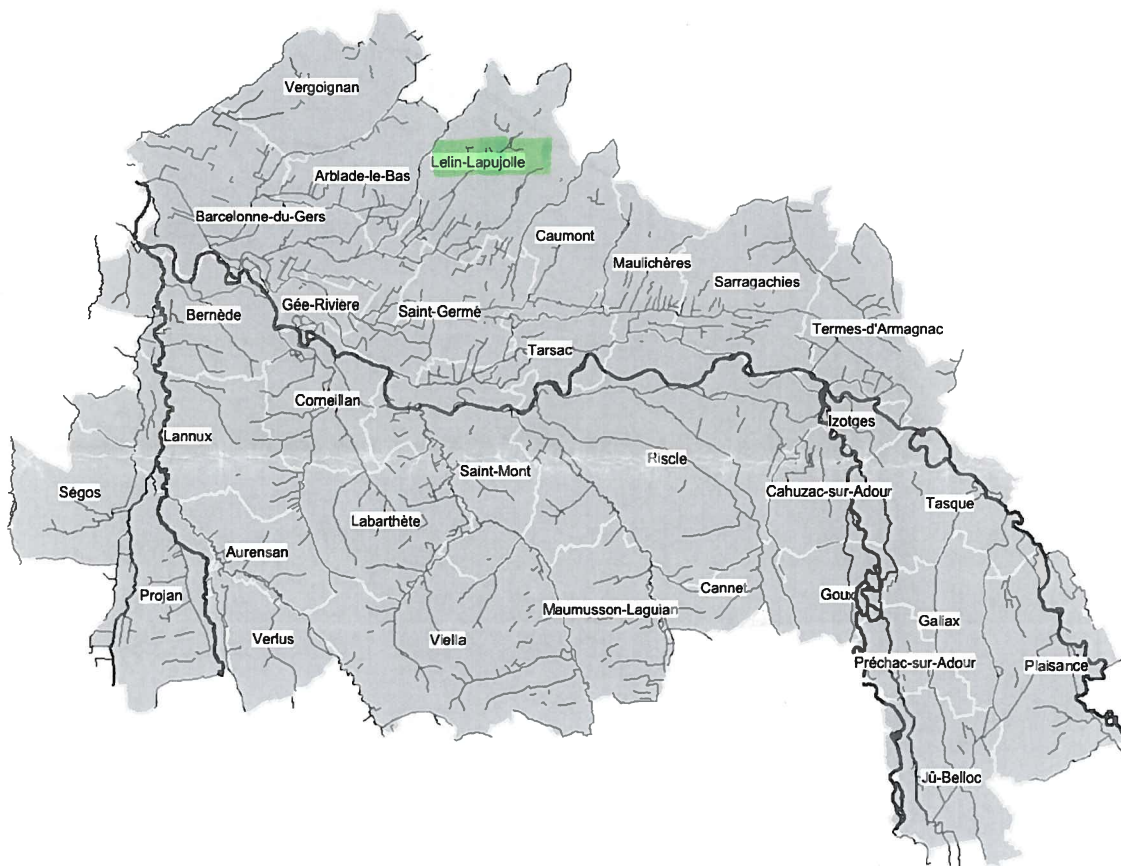 Vergoignan
Lelin-Lapujolle
Arblade-le-Bas
Barcelonne-du-Gers
Caumont
Maulichères
Sarragachies
Gée-Riviere
Bernède
Saint-Germé
Termes-d'Armagnac
Tarsac
Corneillan
Izotges
Lannux
Riscle
Saint-Mont
Ségos
Cahuzac-sur-Adour
Tasque
Labarthète
Aurensan
Projan
Cannet
Goux
Maumusson-Laguian
Galiax
Verlus
Viella
Préchac-sur-Adour
Plaisance
Jû-Belloc